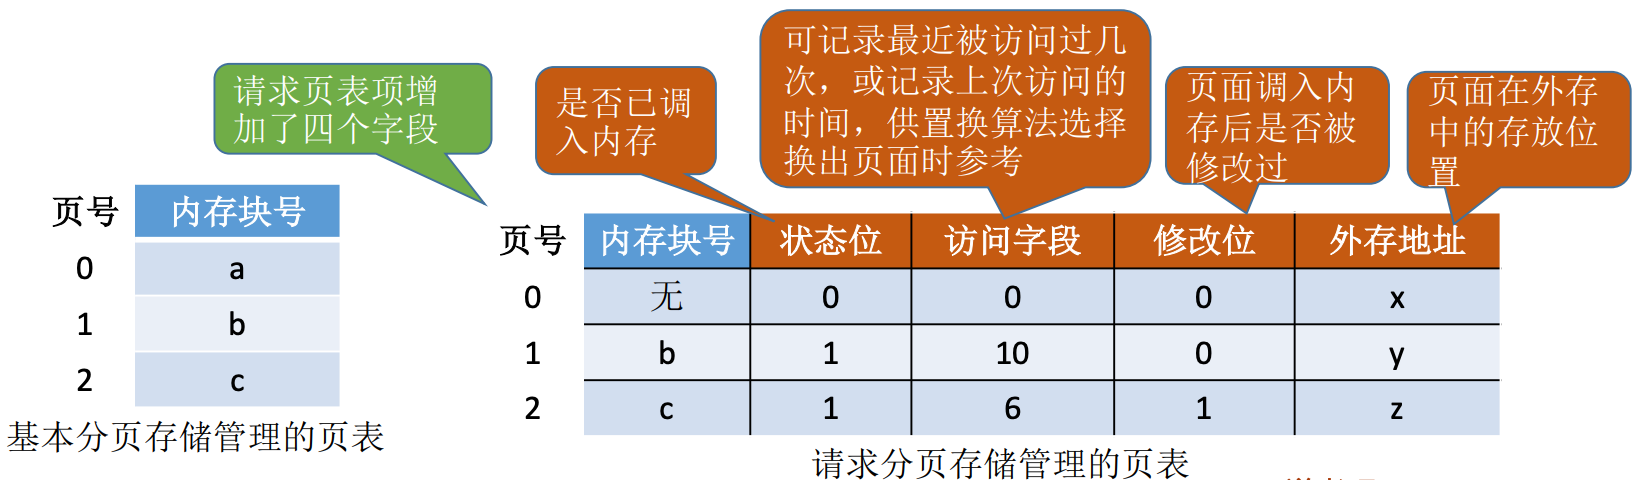 请求页表项增
加了四个字段
是否已调
入内存
可记录最近被访问过几
次，或记录上次访问的
时间，供置换算法选择
换出页面时参考
页面调入内
存后是否被
修改过
页面在外存
中的存放位
置
页号 内存块号
0 a
1 b
2 c
基本分页存储管理的页表
页号 内存块号 状态位 访问字段 修改位 外存地址
0 无 0 0 0 x
1 b 1 10 0 y
2 c 1 6 1 z
请求分页存储管理的页表